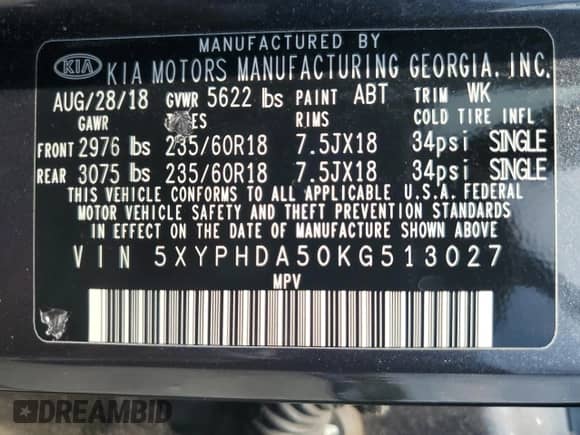 MANUFACTURED BY
KIA KIA MOTORS MANUFACTURING GEORGIA, INC.
AUG/28/18 GVWR 5622 lbs PAINT ABT TRIM WK
GAWR RIMS COLD TIRE INFL
FRONT 2976 lbs 235/60R18 7.5JX18 34psi SINGLE
REAR 3075 lbs 235/60R18 7.5JX18 34psi SINGLE
THIS VEHICLE CONFORMS TO ALL APPLICABLE U.S.A. FEDERAL
MOTOR VEHICLE SAFETY AND THEFT PREVENTION STANDARDS
IN EFFECT ON THE DATE OF MANUFACTURE SHOWN ABOVE
VIN 5XYPHDA50KG513027
MPV
DREAMBID